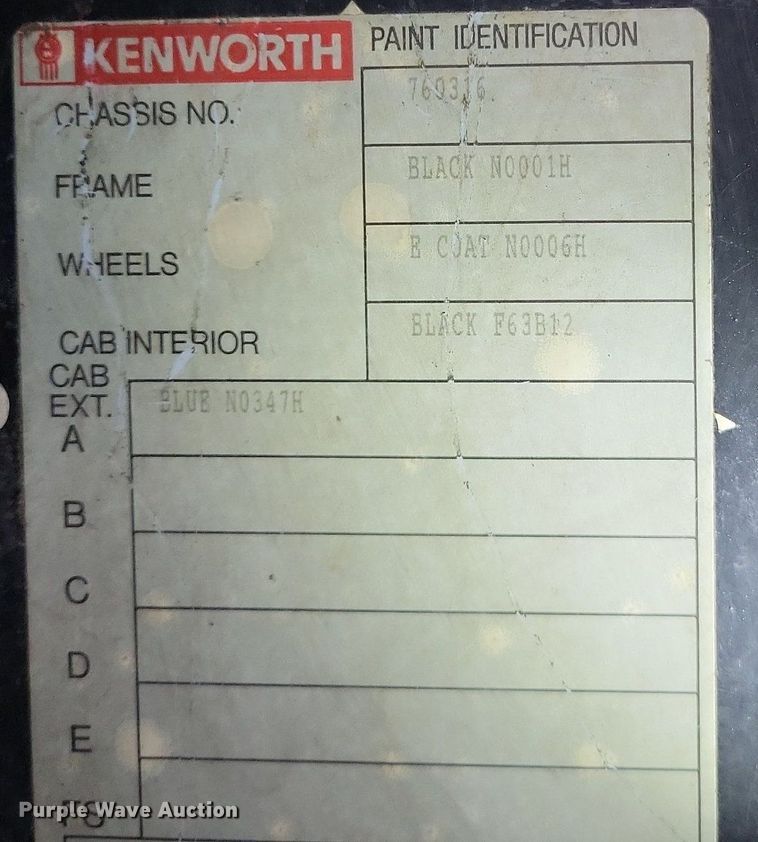 KENWORTH PAINT IDENTIFICATION
CHASSIS NO. 760316
FRAME BLACK N0001H
WHEELS E COAT N0006H
CAB INTERIOR BLACK F63B12
CAB
EXT.
A BLUE N0347H
B
C
D
E
Purple Wave Auction